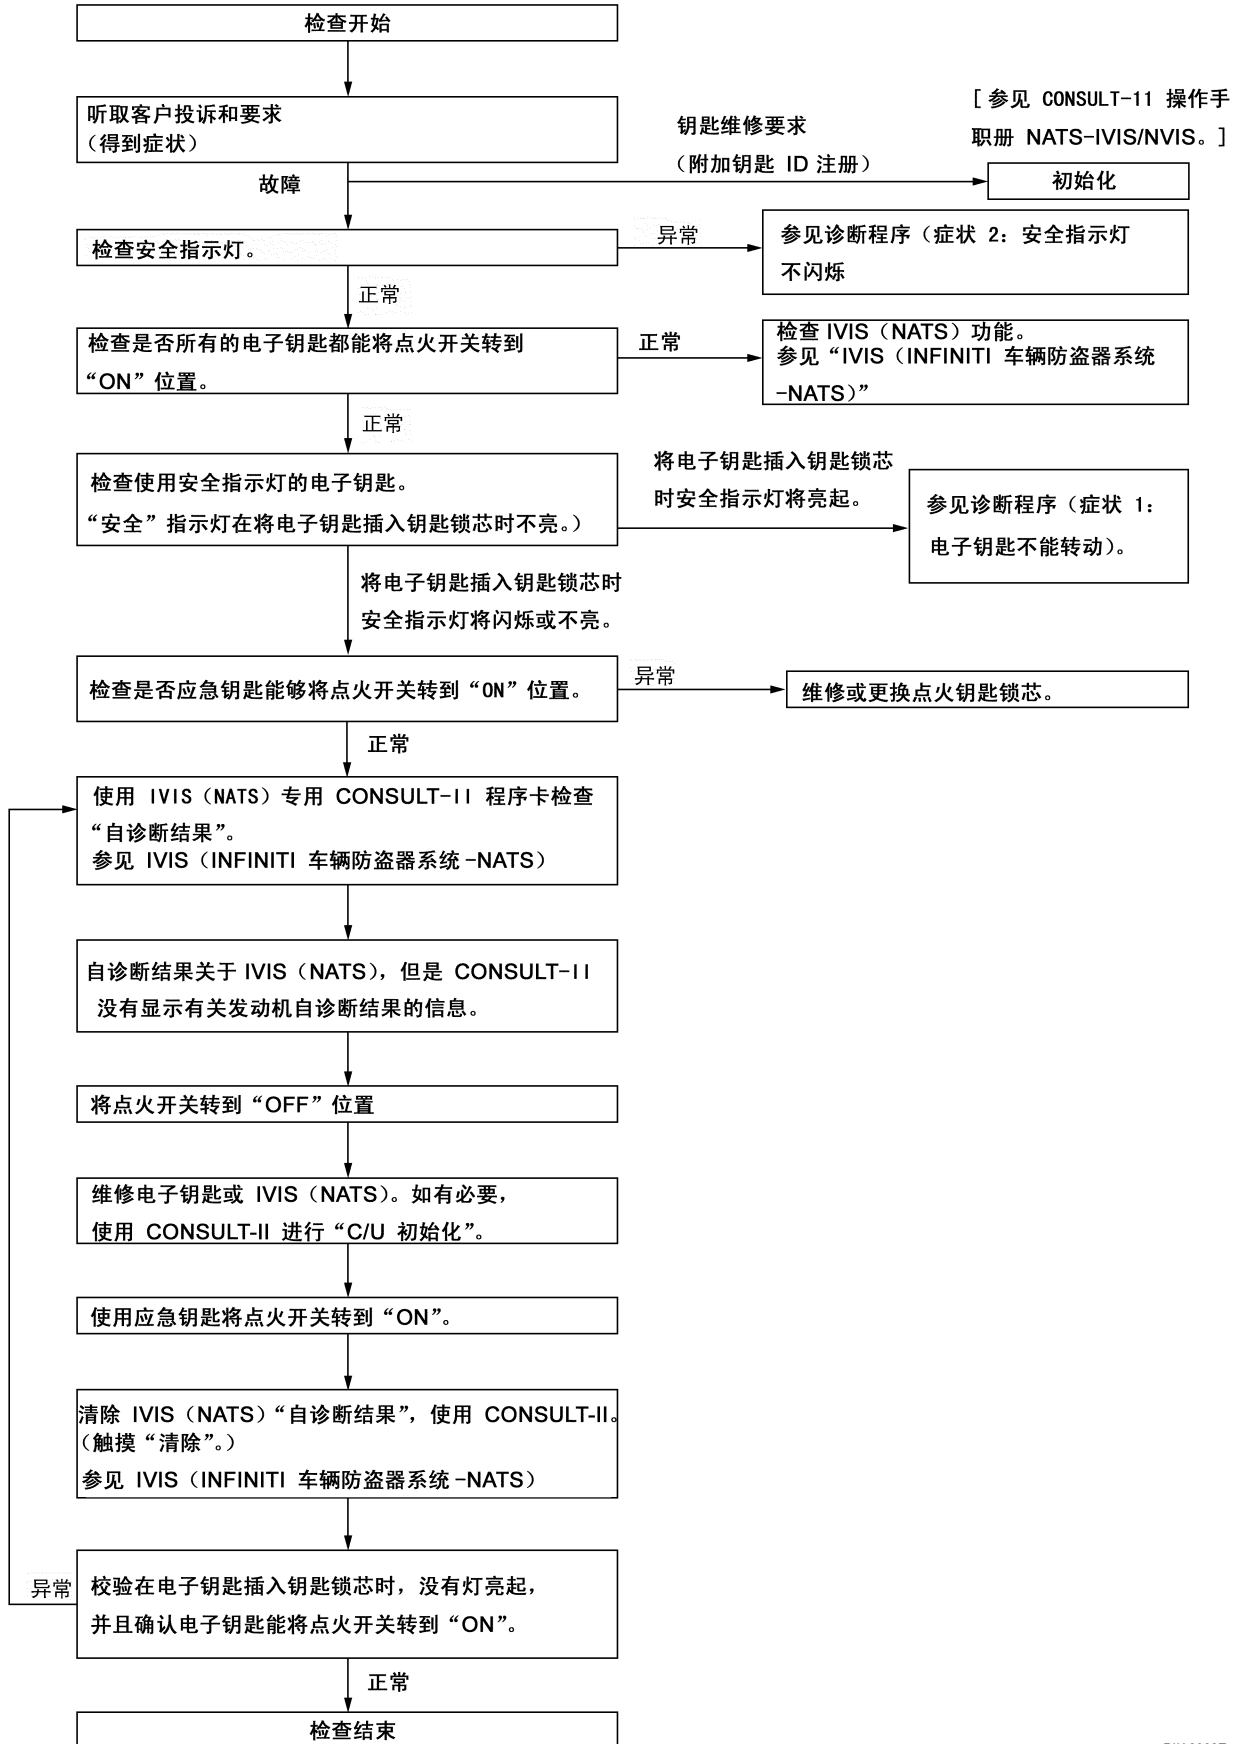 检查开始
听取客户投诉和要求
（得到症状）
钥匙维修要求
（附加钥匙 ID 注册）
[ 参见 CONSULT-11 操作手
职册 NATS-IVIS/NVIS。]
初始化
故障
检查安全指示灯。
异常
参见诊断程序（症状 2：安全指示灯
不闪烁
正常
检查是否所有的电子钥匙都能将点火开关转到
“ON”位置。
正常
检查 IVIS（NATS）功能。
参见“IVIS（INFINITI 车辆防盗器系统
-NATS）”
正常
检查使用安全指示灯的电子钥匙。
“安全”指示灯在将电子钥匙插入钥匙锁芯时不亮。）
将电子钥匙插入钥匙锁芯
时安全指示灯将亮起。
参见诊断程序（症状 1：
电子钥匙不能转动）。
将电子钥匙插入钥匙锁芯时
安全指示灯将闪烁或不亮。
检查是否应急钥匙能够将点火开关转到“ON”位置。
异常
维修或更换点火钥匙锁芯。
正常
使用 IVIS（NATS）专用 CONSULT-II 程序卡检查
“自诊断结果”。
参见 IVIS（INFINITI 车辆防盗器系统-NATS）
自诊断结果关于 IVIS（NATS），但是 CONSULT-II
没有显示有关发动机自诊断结果的信息。
将点火开关转到“OFF”位置
维修电子钥匙或 IVIS（NATS）。如有必要，
使用 CONSULT-II 进行“C/U 初始化”。
使用应急钥匙将点火开关转到“ON”。
清除 IVIS（NATS）“自诊断结果”，使用 CONSULT-II。
（触摸“清除”。）
参见 IVIS（INFINITI 车辆防盗器系统-NATS）
异常
校验在电子钥匙插入钥匙锁芯时，没有灯亮起，
并且确认电子钥匙能将点火开关转到“ON”。
正常
检查结束